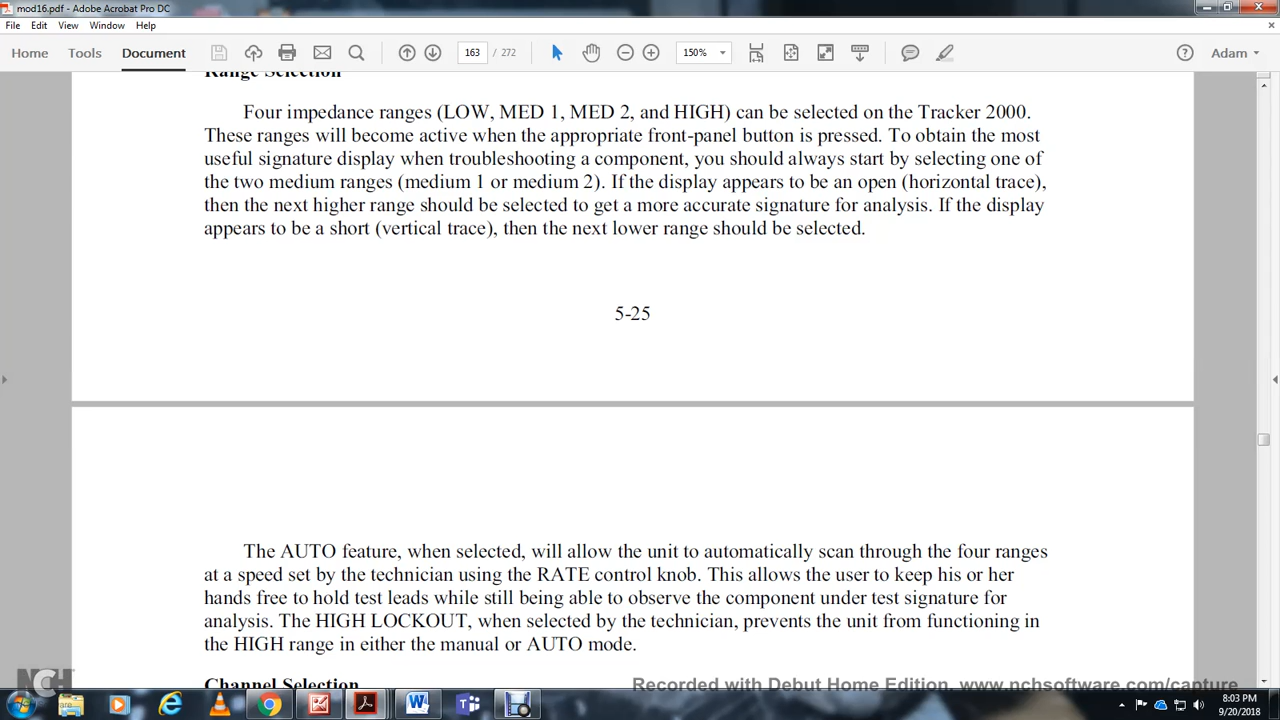 mod16.pdf - Adobe Acrobat Pro DC
File Edit View Window Help
Home Tools Document 163 / 272 150% Adam
Range Selection
Four impedance ranges (LOW, MED 1, MED 2, and HIGH) can be selected on the Tracker 2000.
These ranges will become active when the appropriate front-panel button is pressed. To obtain the most
useful signature display when troubleshooting a component, you should always start by selecting one of
the two medium ranges (medium 1 or medium 2). If the display appears to be an open (horizontal trace),
then the next higher range should be selected to get a more accurate signature for analysis. If the display
appears to be a short (vertical trace), then the next lower range should be selected.
5-25
The AUTO feature, when selected, will allow the unit to automatically scan through the four ranges
at a speed set by the technician using the RATE control knob. This allows the user to keep his or her
hands free to hold test leads while still being able to observe the component under test signature for
analysis. The HIGH LOCKOUT, when selected by the technician, prevents the unit from functioning in
the HIGH range in either the manual or AUTO mode.
Channel Selection
NCH
Recorded with Debut Home Edition. www.nchsoftware.com/capture
8:03 PM
9/20/2018